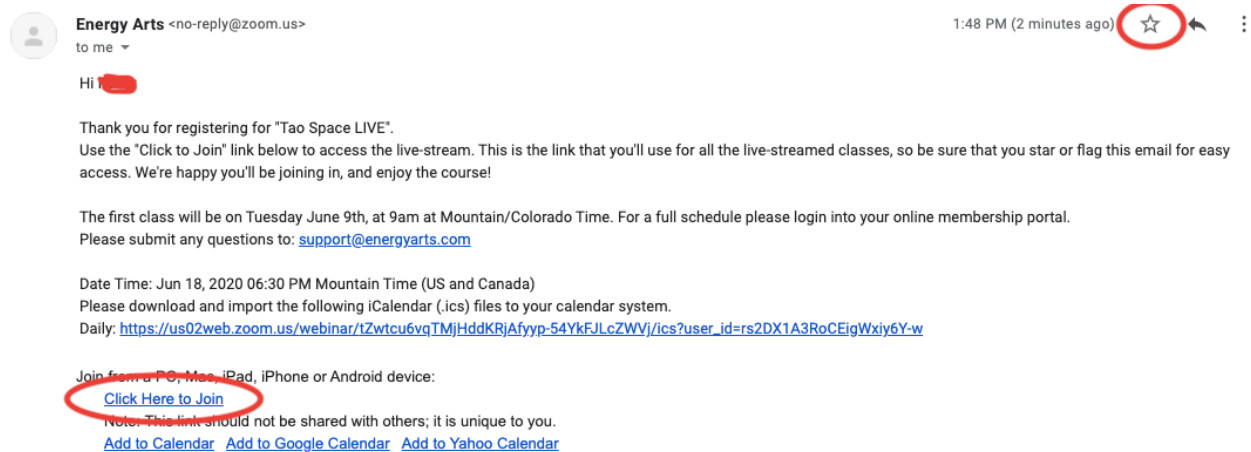 Energy Arts <no-reply@zoom.us>
1:48 PM (2 minutes ago)
to me
Hi
Thank you for registering for "Tao Space LIVE".
Use the "Click to Join" link below to access the live-stream. This is the link that you'll use for all the live-streamed classes, so be sure that you star or flag this email for easy
access. We're happy you'll be joining in, and enjoy the course!
The first class will be on Tuesday June 9th, at 9am at Mountain/Colorado Time. For a full schedule please login into your online membership portal.
Please submit any questions to: support@energyarts.com
Date Time: Jun 18, 2020 06:30 PM Mountain Time (US and Canada)
Please download and import the following iCalendar (.ics) files to your calendar system.
Daily: https://us02web.zoom.us/webinar/tZwtcu6vqTMjHddKRjAfyyp-54YkFJLcZWVj/ics?user_id=rs2DX1A3RoCEigWxiy6Y-w
Join from a PC, Mac, iPad, iPhone or Android device:
Click Here to Join
Note: This link should not be shared with others; it is unique to you.
Add to Calendar Add to Google Calendar Add to Yahoo Calendar